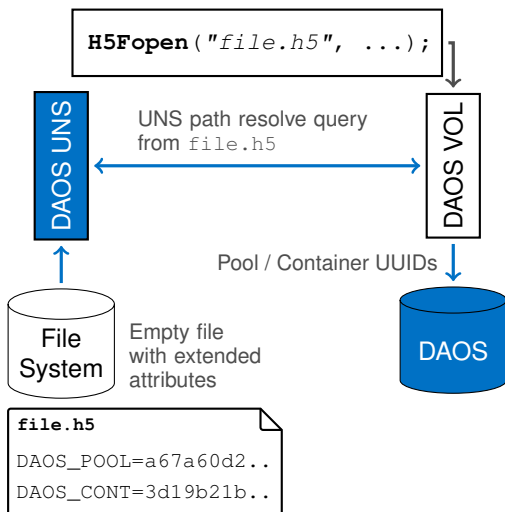 H5Fopen("file.h5", ...);
DAOS UNS
UNS path resolve query
from file.h5
DAOS VOL
Pool / Container UUIDs
File
System
Empty file
with extended
attributes
DAOS
file.h5
DAOS_POOL=a67a60d2..
DAOS_CONT=3d19b21b..